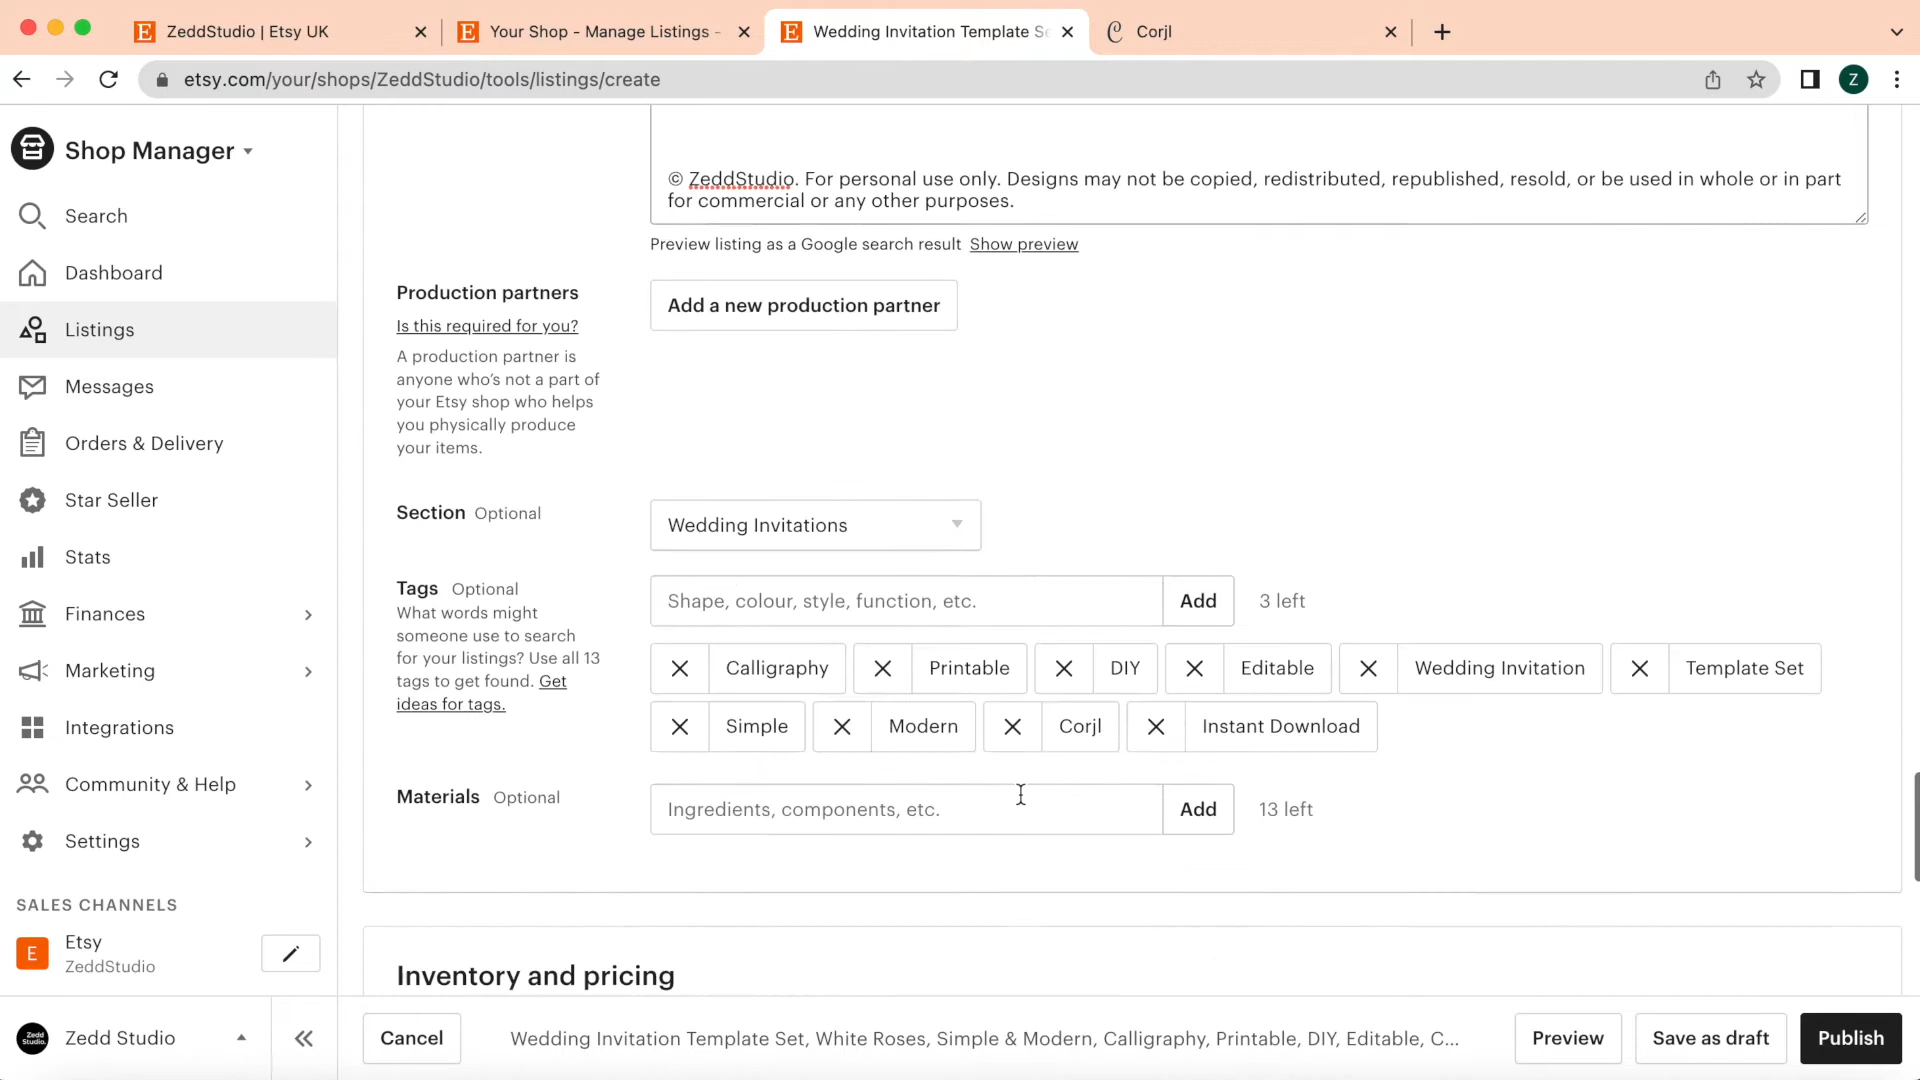 ZeddStudio | Etsy UK
Your Shop - Manage Listings -
Wedding Invitation Template Se
Corjl
etsy.com/your/shops/ZeddStudio/tools/listings/create
Z
Shop Manager
Search
Dashboard
Listings
Messages
Orders & Delivery
Star Seller
Stats
Finances
Marketing
Integrations
Community & Help
Settings
SALES CHANNELS
E
Etsy
ZeddStudio
Zedd Studio.
Zedd Studio
© ZeddStudio. For personal use only. Designs may not be copied, redistributed, republished, resold, or be used in whole or in part
for commercial or any other purposes.
Preview listing as a Google search result Show preview
Production partners
Is this required for you?
A production partner is
anyone who's not a part of
your Etsy shop who helps
you physically produce
your items.
Add a new production partner
Section Optional
Wedding Invitations
Tags Optional
What words might
someone use to search
for your listings? Use all 13
tags to get found. Get
ideas for tags.
Shape, colour, style, function, etc.
Add
3 left
Calligraphy
Printable
DIY
Editable
Wedding Invitation
Template Set
Simple
Modern
Corjl
Instant Download
Materials Optional
Ingredients, components, etc.
Add
13 left
Inventory and pricing
Cancel
Wedding Invitation Template Set, White Roses, Simple & Modern, Calligraphy, Printable, DIY, Editable, C...
Preview
Save as draft
Publish